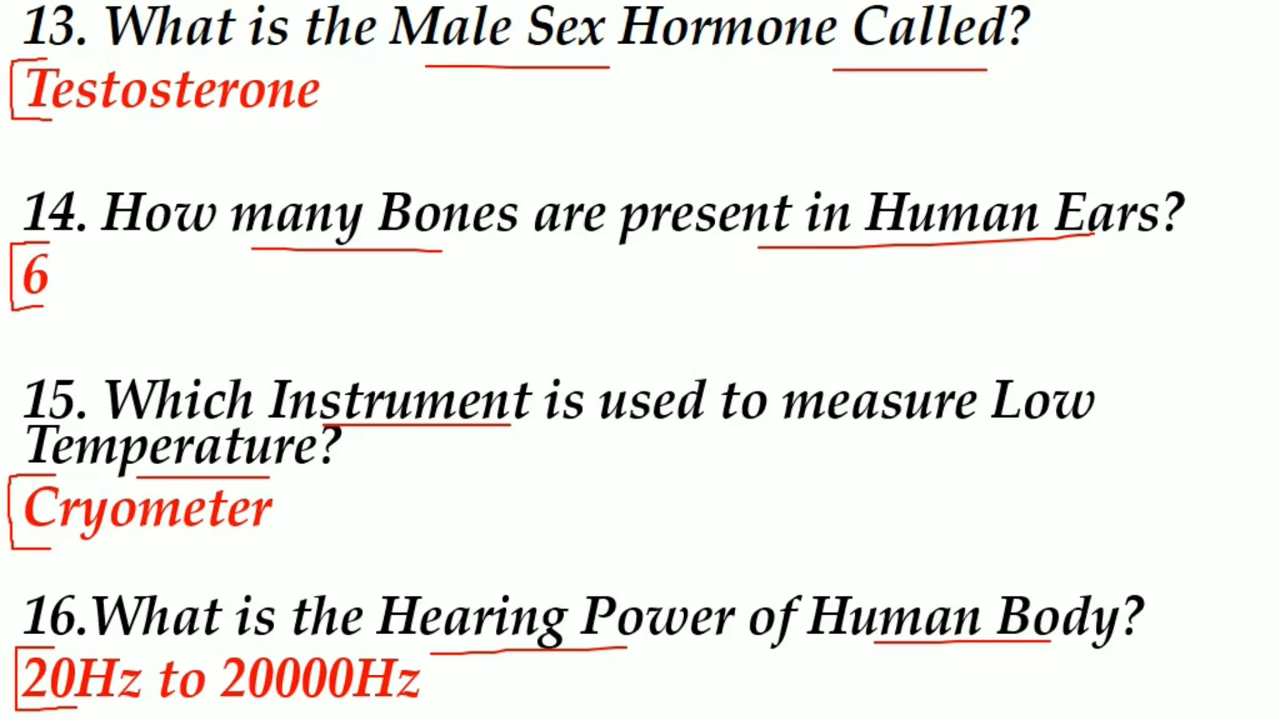 13. What is the Male Sex Hormone Called?
Testosterone
14. How many Bones are present in Human Ears?
6
15. Which Instrument is used to measure Low
Temperature?
Cryometer
16.What is the Hearing Power of Human Body?
20Hz to 20000Hz